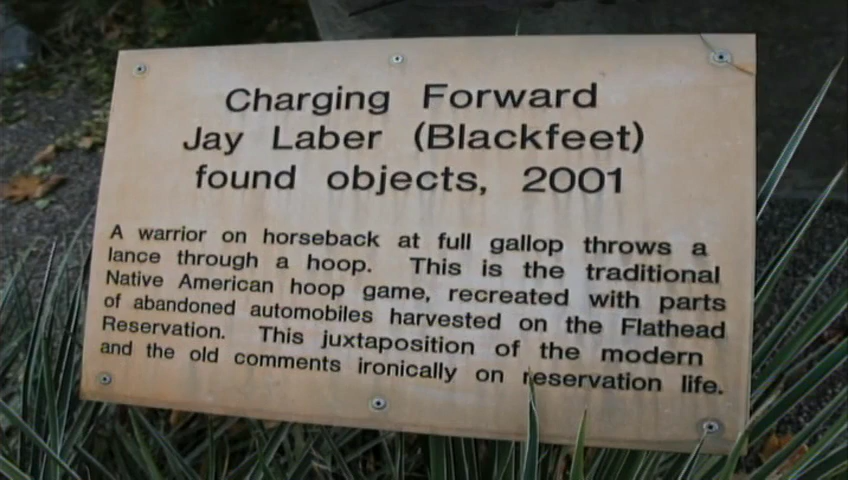 Charging Forward
Jay Laber (Blackfeet)
found objects, 2001
A warrior on horseback at full gallop throws a
lance through a hoop. This is the traditional
Native American hoop game, recreated with parts
of abandoned automobiles harvested on the Flathead
Reservation. This juxtaposition of the modern
and the old comments ironically on reservation life.